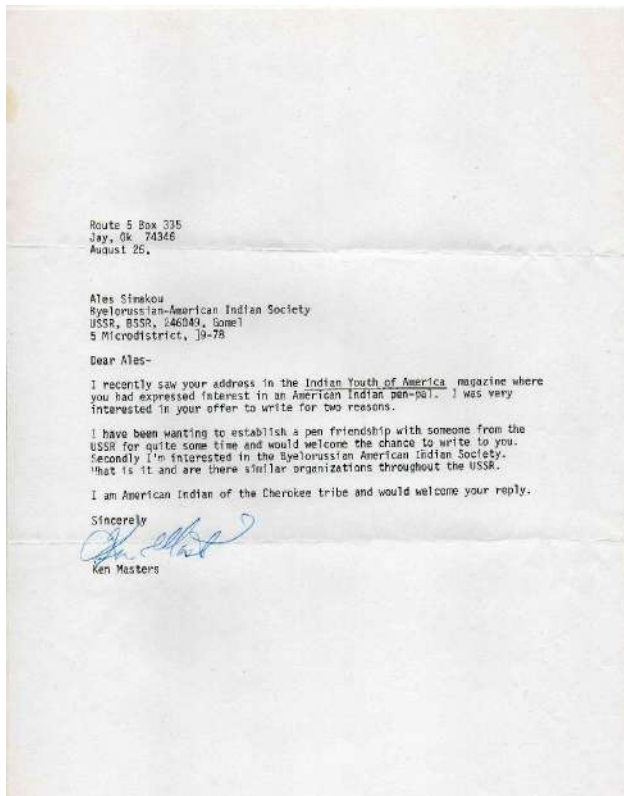 Route 5 Box 335
Jay, Ok 74346
August 26,
Ales Simakou
Byelorussian-American Indian Society
USSR, BSSR, 246049, Gomel
5 Microdistrict, 19-78
Dear Ales-
I recently saw your address in the Indian Youth of America magazine where
you had expressed interest in an American Indian pen-pal. I was very
interested in your offer to write for two reasons.
I have been wanting to establish a pen friendship with someone from the
USSR for quite some time and would welcome the chance to write to you.
Secondly I'm interested in the Byelorussian American Indian Society.
What is it and are there similar organizations throughout the USSR.
I am American Indian of the Cherokee tribe and would welcome your reply.
Sincerely
Ken Masters
Ken Masters